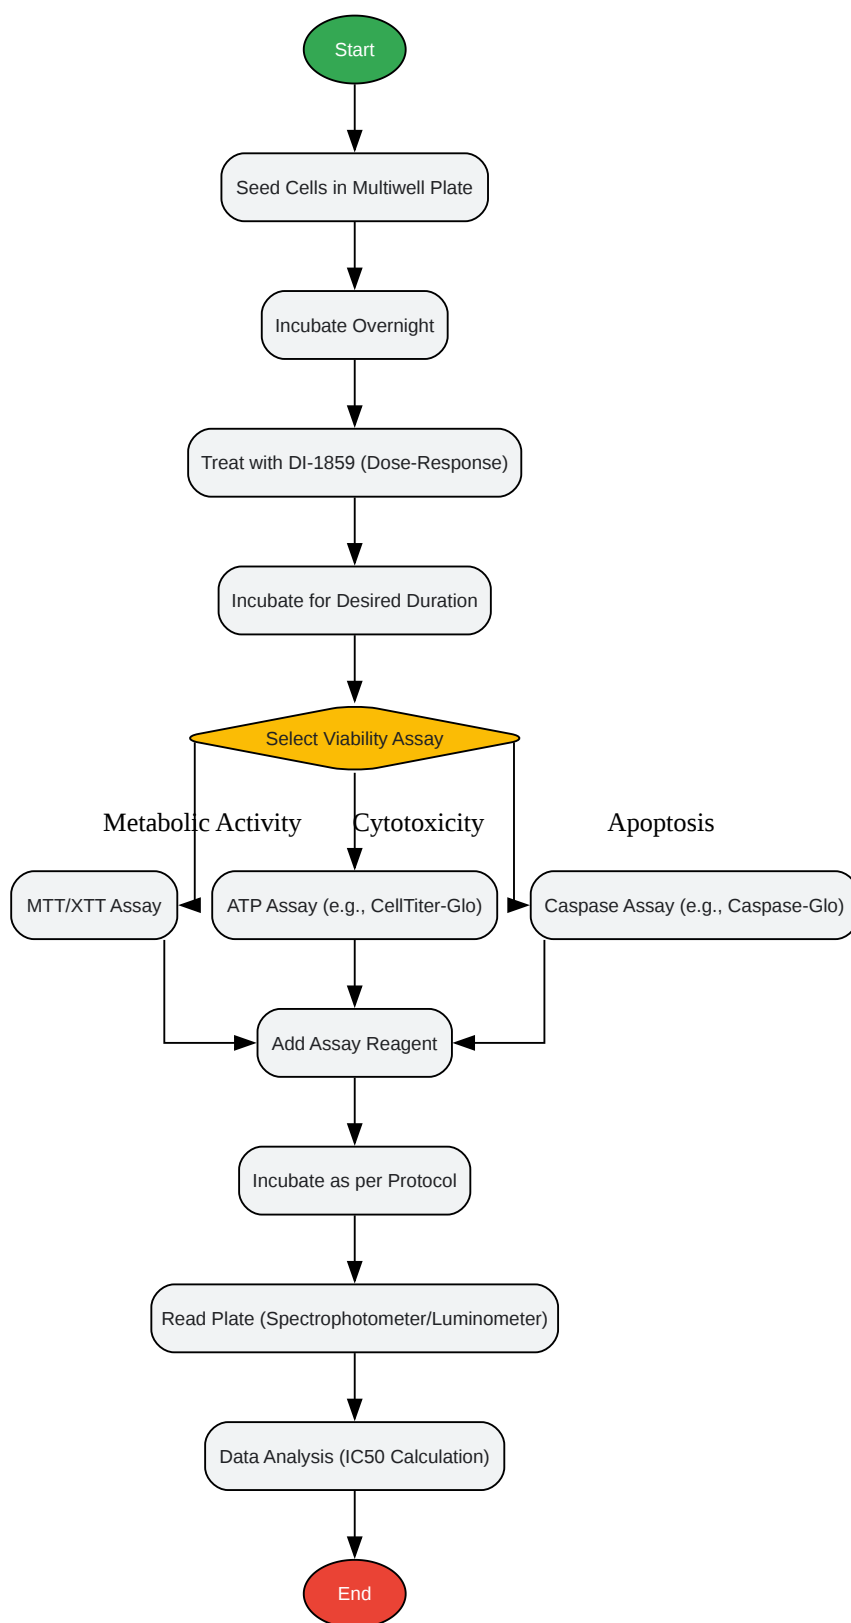 Start
Seed Cells in Multiwell Plate
Incubate Overnight
Treat with DI-1859 (Dose-Response)
Incubate for Desired Duration
Select Viability Assay
Metabolic Activity
Cytotoxicity
Apoptosis
MTT/XTT Assay
ATP Assay (e.g., CellTiter-Glo)
Caspase Assay (e.g., Caspase-Glo)
Add Assay Reagent
Incubate as per Protocol
Read Plate (Spectrophotometer/Luminometer)
Data Analysis (IC50 Calculation)
End